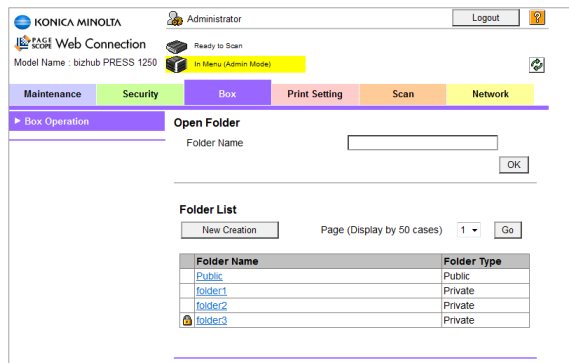 KONICA MINOLTA
Administrator
Logout
?
PAGE SCOPE Web Connection
Ready to Scan
Model Name : bizhub PRESS 1250
In Menu (Admin Mode)
Maintenance Security Box Print Setting Scan Network
Box Operation
Open Folder
Folder Name
OK
Folder List
New Creation Page (Display by 50 cases) 1 Go
Folder Name Folder Type
Public Public
folder1 Private
folder2 Private
folder3 Private